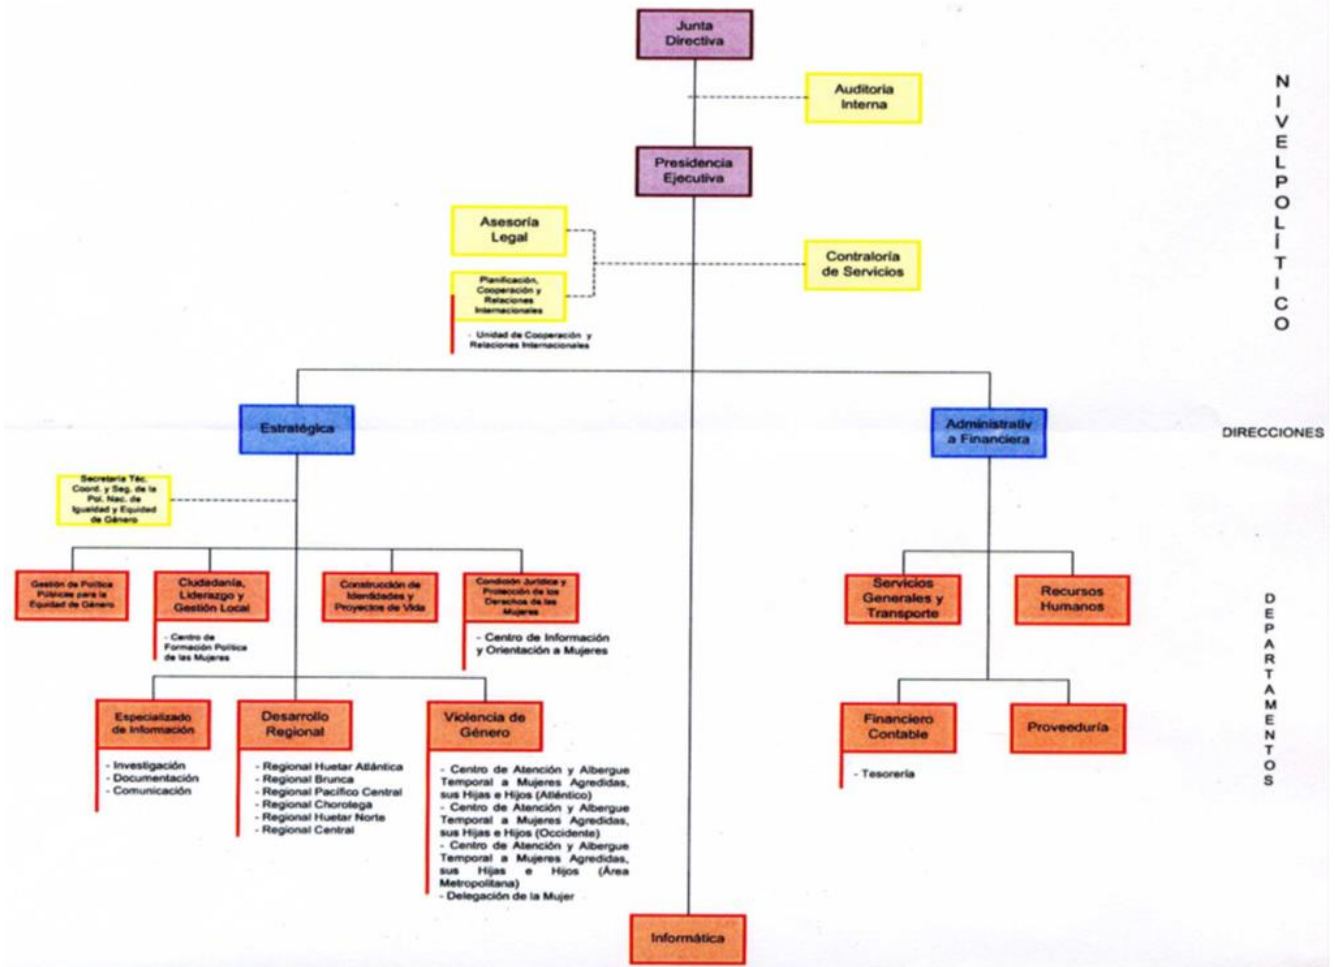 Junta
Directiva
Auditoria
Interna
Presidencia
Ejecutiva
Asesoría
Legal
Contraloría
de Servicios
Planificación,
Cooperación y
Relaciones
Internacionales
- Unidad de Cooperación y
Relaciones Internacionales
NIVEL POLÍTICO
Estratégica
Administrativ
a Financiera
DIRECCIONES
Secretaria Téc.
Coord. y Seg. de la
Pol. Nac. de
Igualdad y Equidad
de Género
Gestión de Política
Públicas para la
Equidad de Género
Ciudadanía,
Liderazgo y
Gestión Local
- Centro de
Formación Política
de las Mujeres
Construcción de
Identidades y
Proyectos de Vida
Condición Jurídica y
Protección de los
Derechos de las
Mujeres
- Centro de Información
y Orientación a Mujeres
Servicios
Generales y
Transporte
Recursos
Humanos
DEPARTAMENTOS
Especializado
de Información
- Investigación
- Documentación
- Comunicación
Desarrollo
Regional
- Regional Huetar Atlántica
- Regional Brunca
- Regional Pacífico Central
- Regional Chorotega
- Regional Huetar Norte
- Regional Central
Violencia de
Género
- Centro de Atención y Albergue
Temporal a Mujeres Agredidas,
sus Hijas e Hijos (Atléntico)
- Centro de Atención y Albergue
Temporal a Mujeres Agredidas,
sus Hijas e Hijos (Occidente)
- Centro de Atención y Albergue
Temporal a Mujeres Agredidas,
sus Hijas e Hijos (Área
Metropolitana)
- Delegación de la Mujer
Financiero
Contable
- Tesorería
Proveeduría
Informática